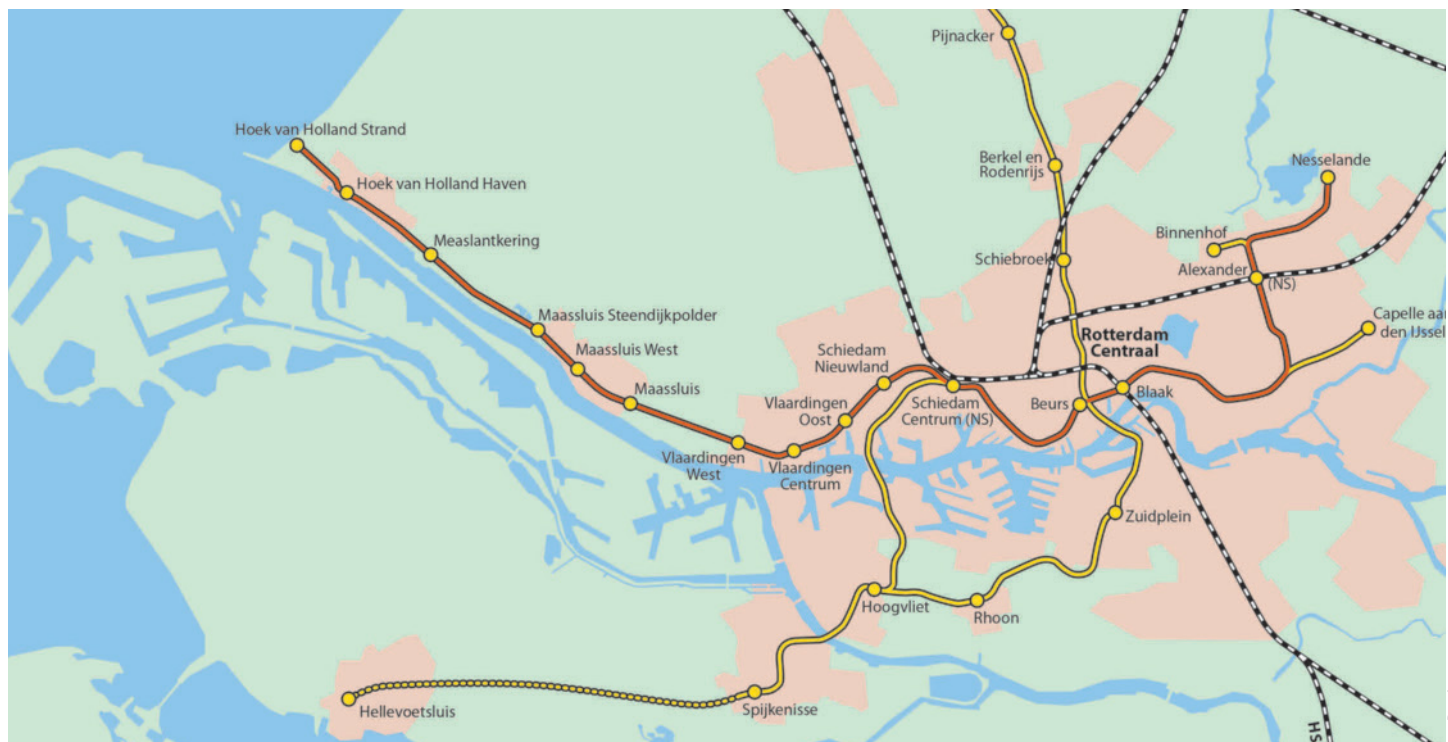 Pijnacker
Hoek van Holland Strand
Berkel en
Rodenrijs
Nesselande
Hoek van Holland Haven
Binnenhof
Measlantkering
Schiebroek
Alexander
(NS)
Maassluis Steendijkpolder
Capelle aan
den IJssel
Rotterdam
Centraal
Maassluis West
Schiedam
Nieuwland
Maassluis
Vlaardingen
Oost
Schiedam
Centrum (NS)
Beurs
Blaak
Vlaardingen
West
Vlaardingen
Centrum
Zuidplein
Hoogvliet
Rhoon
Hellevoetsluis
Spijkenisse
HS